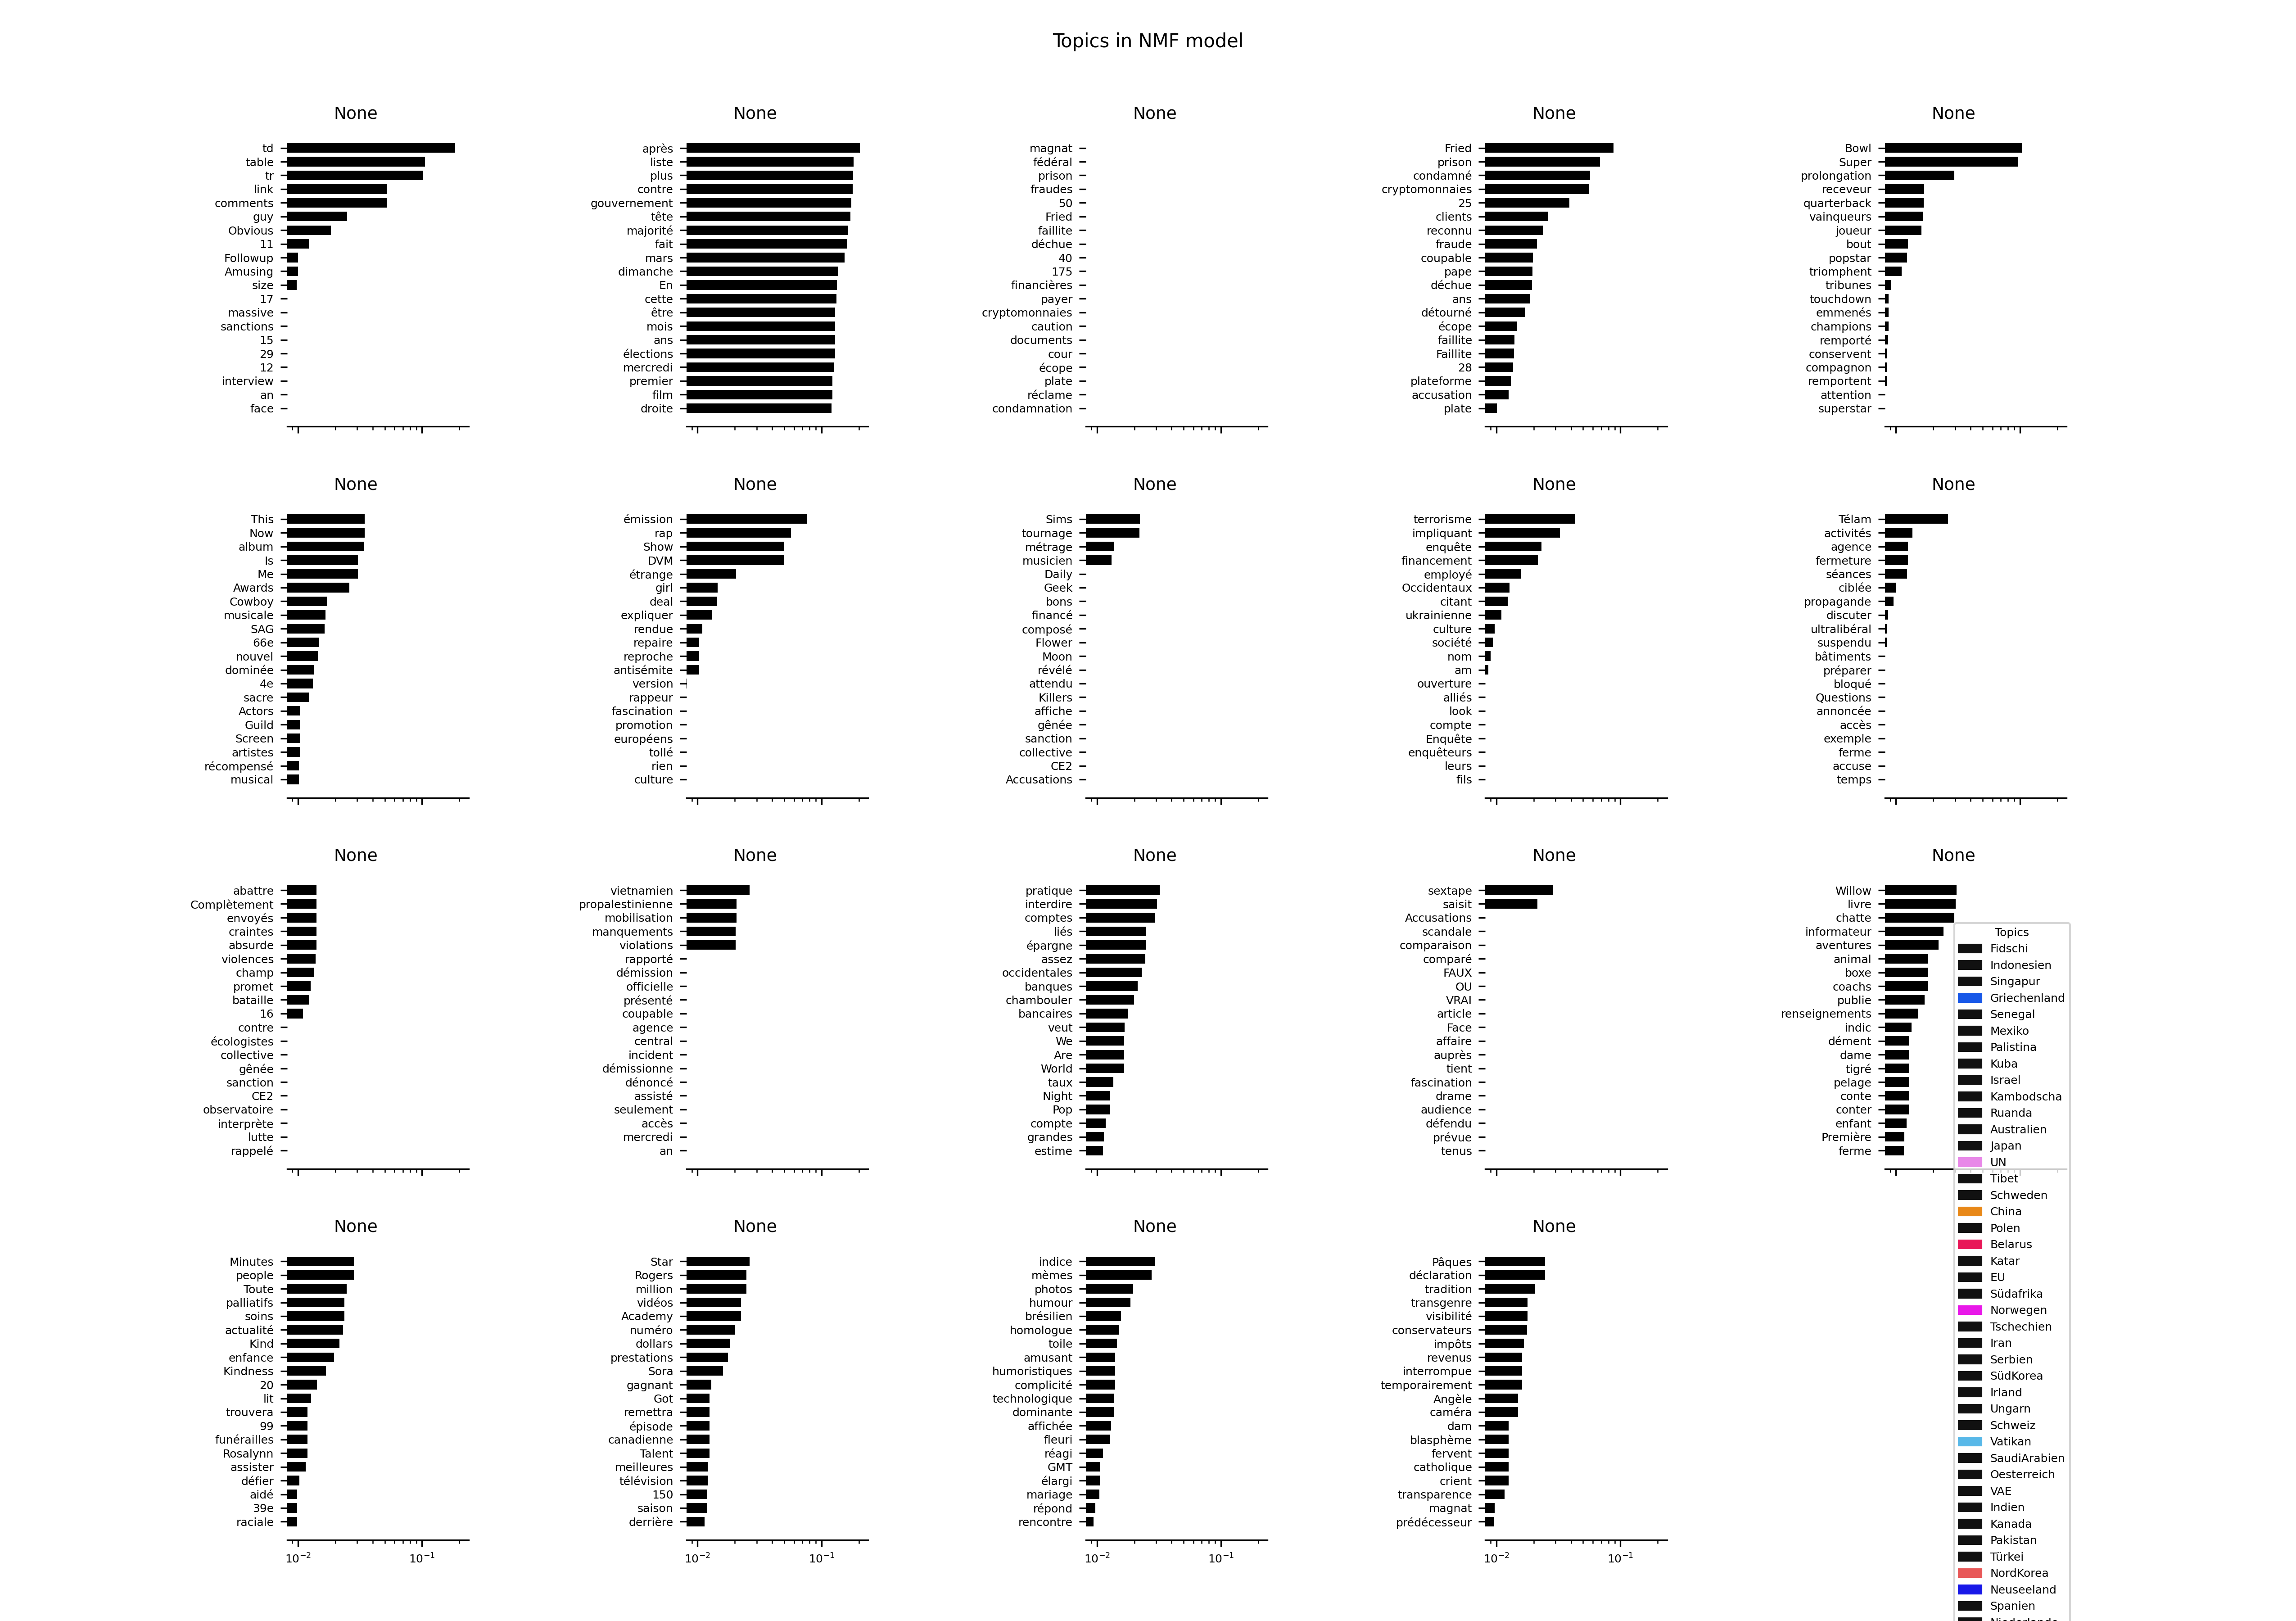 Topics in NMF model
None
td
table
tr
link
comments
guy
Obvious
11
Followup
Amusing
size
17
massive
sanctions
15
29
12
interview
an
face
None
après
liste
plus
contre
gouvernement
tête
majorité
fait
mars
dimanche
En
cette
être
mois
ans
élections
mercredi
premier
film
droite
None
magnat
fédéral
prison
fraudes
50
Fried
faillite
déchue
40
175
financières
payer
cryptomonnaies
caution
documents
cour
écope
plate
réclame
condamnation
None
Fried
prison
condamné
cryptomonnaies
25
clients
reconnu
fraude
coupable
pape
déchue
ans
détourné
écope
faillite
Faillite
28
plateforme
accusation
plate
None
Bowl
Super
prolongation
receveur
quarterback
vainqueurs
joueur
bout
popstar
triomphent
tribunes
touchdown
emmenés
champions
remporté
conservent
compagnon
remportent
attention
superstar
None
This
Now
album
Is
Me
Awards
Cowboy
musicale
SAG
66e
nouvel
dominée
4e
sacre
Actors
Guild
Screen
artistes
récompensé
musical
None
émission
rap
Show
DVM
étrange
girl
deal
expliquer
rendue
repaire
reproche
antisémite
version
rappeur
fascination
promotion
européens
tollé
rien
culture
None
Sims
tournage
métrage
musicien
Daily
Geek
bons
financé
composé
Flower
Moon
révélé
attendu
Killers
affiche
gênée
sanction
collective
CE2
Accusations
None
terrorisme
impliquant
enquête
financement
employé
Occidentaux
citant
ukrainienne
culture
société
nom
am
ouverture
alliés
look
compte
Enquête
enquêteurs
leurs
fils
None
Télam
activités
agence
fermeture
séances
ciblée
propagande
discuter
ultralibéral
suspendu
bâtiments
préparer
bloqué
Questions
annoncée
accès
exemple
ferme
accuse
temps
None
abattre
Complètement
envoyés
craintes
absurde
violences
champ
promet
bataille
16
contre
écologistes
collective
gênée
sanction
CE2
observatoire
interprète
lutte
rappelé
None
vietnamien
propalestinienne
mobilisation
manquements
violations
rapporté
démission
officielle
présenté
coupable
agence
central
incident
démissionne
dénoncé
assisté
seulement
accès
mercredi
an
None
pratique
interdire
comptes
liés
épargne
assez
occidentales
banques
chambouler
bancaires
veut
We
Are
World
taux
Night
Pop
compte
grandes
estime
None
sextape
saisit
Accusations
scandale
comparaison
comparé
FAUX
OU
VRAI
article
Face
affaire
auprès
tient
fascination
drame
audience
défendu
prévue
tenus
None
Willow
livre
chatte
informateur
aventures
animal
boxe
coachs
publie
renseignements
indic
dément
dame
tigré
pelage
conte
conter
enfant
Première
ferme
None
Minutes
people
Toute
palliatifs
soins
actualité
Kind
enfance
Kindness
20
lit
trouvera
99
funérailles
Rosalynn
assister
défier
aidé
39e
raciale
10⁻² 10⁻¹
None
Star
Rogers
million
vidéos
Academy
numéro
dollars
prestations
Sora
gagnant
Got
remettra
épisode
canadienne
Talent
meilleures
télévision
150
saison
derrière
10⁻² 10⁻¹
None
indice
mèmes
photos
humour
brésilien
homologue
toile
amusant
humoristiques
complicité
technologique
dominante
affichée
fleuri
réagi
GMT
élargi
mariage
répond
rencontre
10⁻² 10⁻¹
None
Pâques
déclaration
tradition
transgenre
visibilité
conservateurs
impôts
revenus
interrompue
temporairement
Angèle
caméra
dam
blasphème
fervent
catholique
crient
transparence
magnat
prédécesseur
10⁻² 10⁻¹
Topics
Fidschi
Indonesien
Singapur
Griechenland
Senegal
Mexiko
Palistina
Kuba
Israel
Kambodscha
Ruanda
Australien
Japan
UN
Tibet
Schweden
China
Polen
Belarus
Katar
EU
Südafrika
Norwegen
Tschechien
Iran
Serbien
SüdKorea
Irland
Ungarn
Schweiz
Vatikan
SaudiArabien
Oesterreich
VAE
Indien
Kanada
Pakistan
Türkei
NordKorea
Neuseeland
Spanien